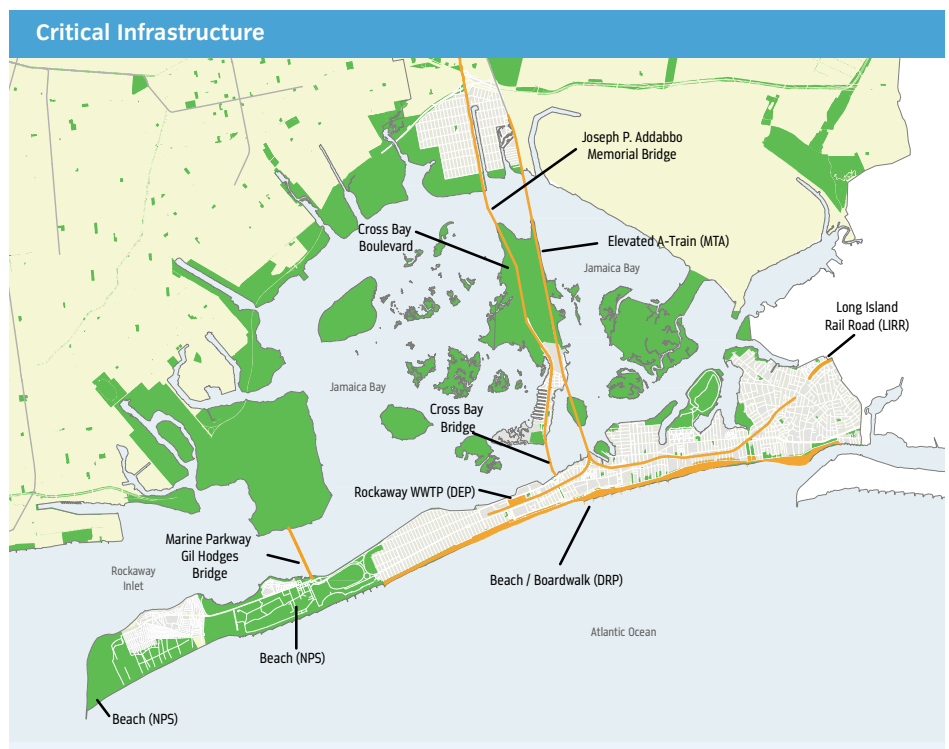 Critical Infrastructure
Joseph P. Addabbo
Memorial Bridge
Cross Bay
Boulevard
Elevated A-Train (MTA)
Jamaica Bay
Long Island
Rail Road (LIRR)
Jamaica Bay
Cross Bay
Bridge
Rockaway WWTP (DEP)
Marine Parkway
Gil Hodges
Bridge
Rockaway
Inlet
Beach / Boardwalk (DRP)
Atlantic Ocean
Beach (NPS)
Beach (NPS)